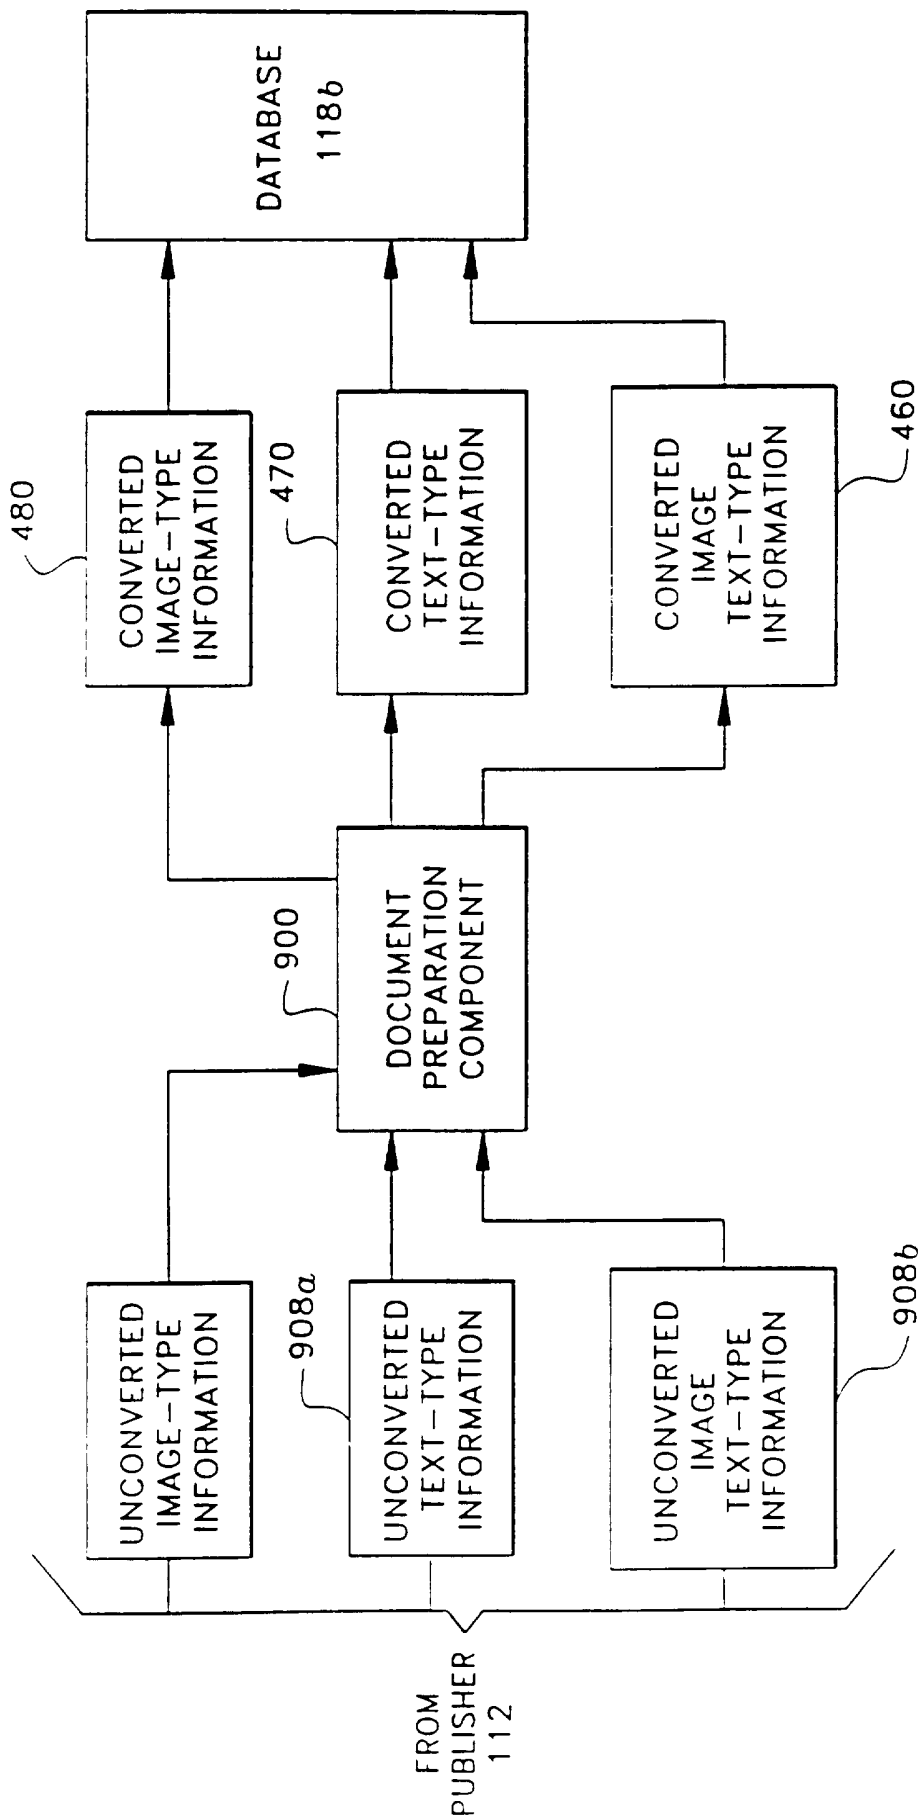 FROM
PUBLISHER
112
UNCONVERTED
IMAGE-TYPE
INFORMATION
908a
UNCONVERTED
TEXT-TYPE
INFORMATION
UNCONVERTED
IMAGE
TEXT-TYPE
INFORMATION
908b
900
DOCUMENT
PREPARATION
COMPONENT
480
CONVERTED
IMAGE-TYPE
INFORMATION
470
CONVERTED
TEXT-TYPE
INFORMATION
CONVERTED
IMAGE
TEXT-TYPE
INFORMATION
460
DATABASE
118b